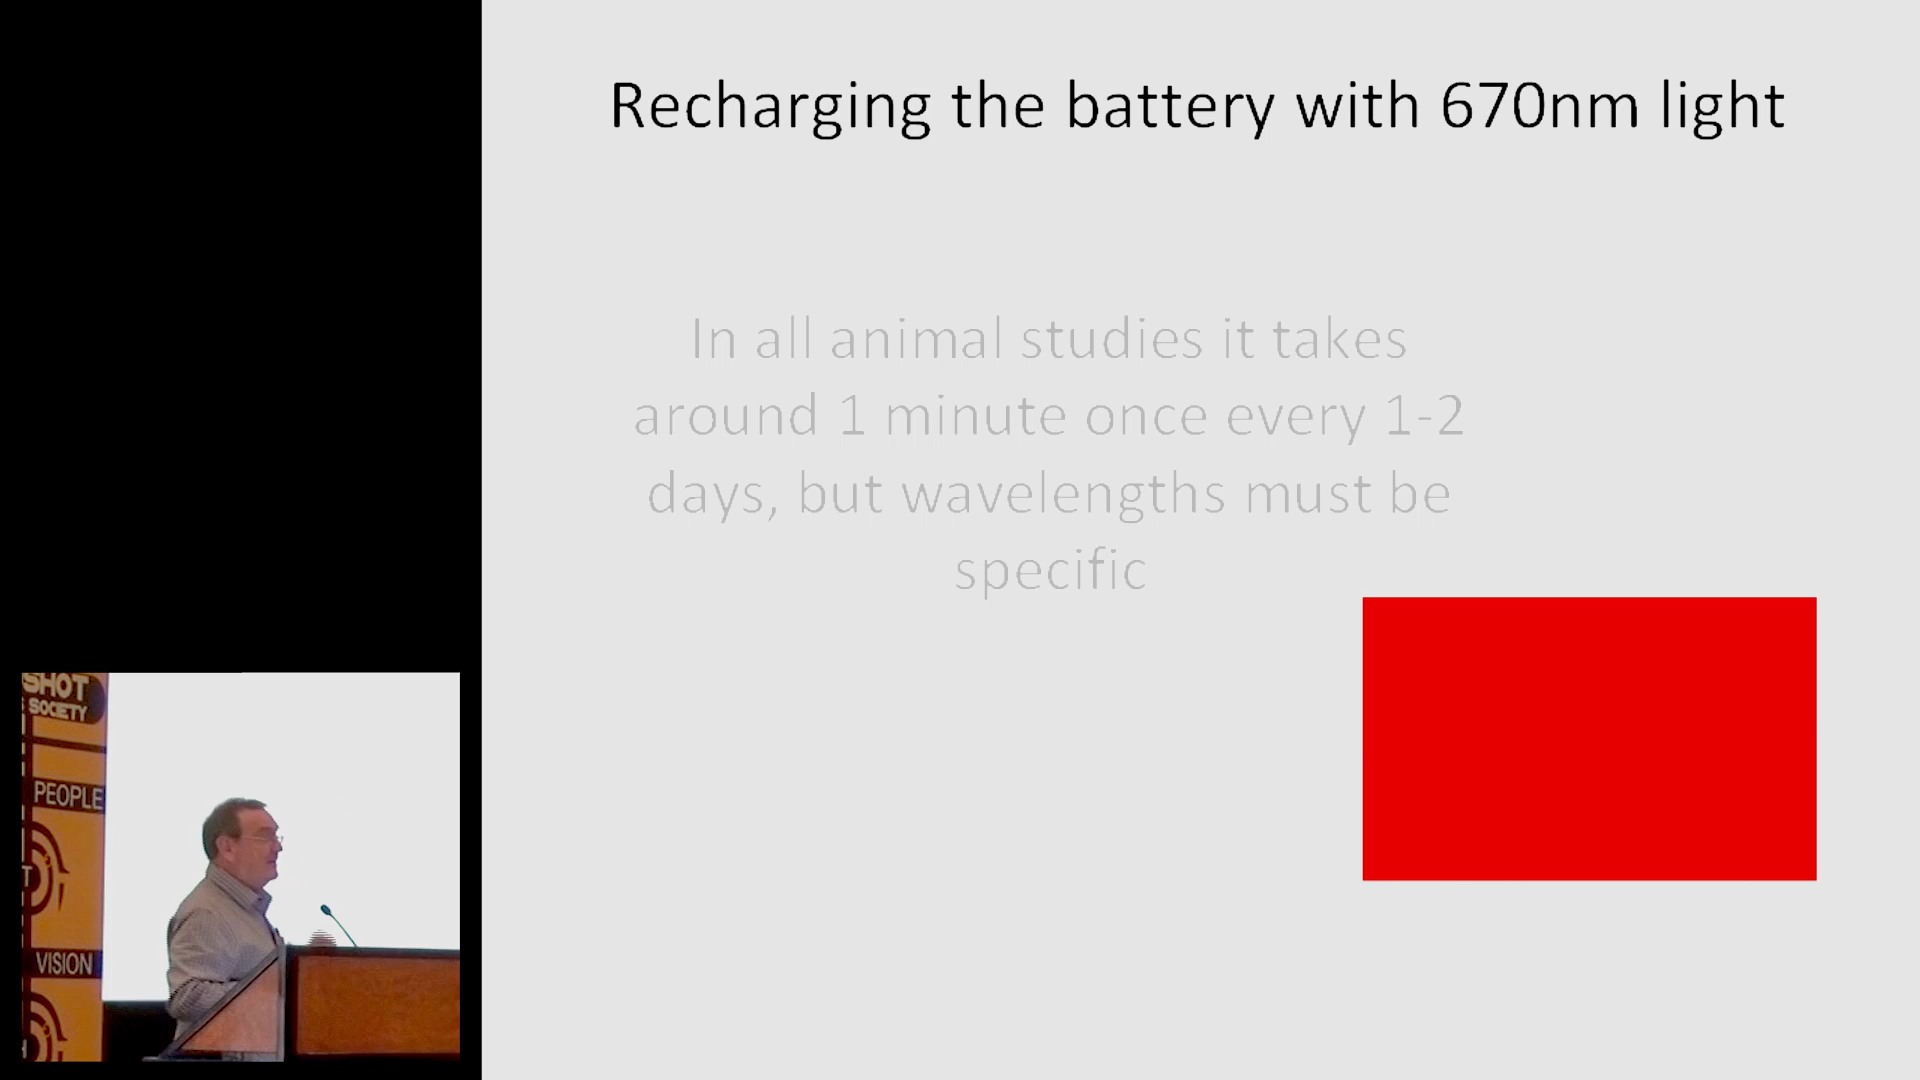 Recharging the battery with 670nm light
In all animal studies it takes
around 1 minute once every 1-2
days, but wavelengths must be
specific
SHOT
SOCIETY
PEOPLE
VISION